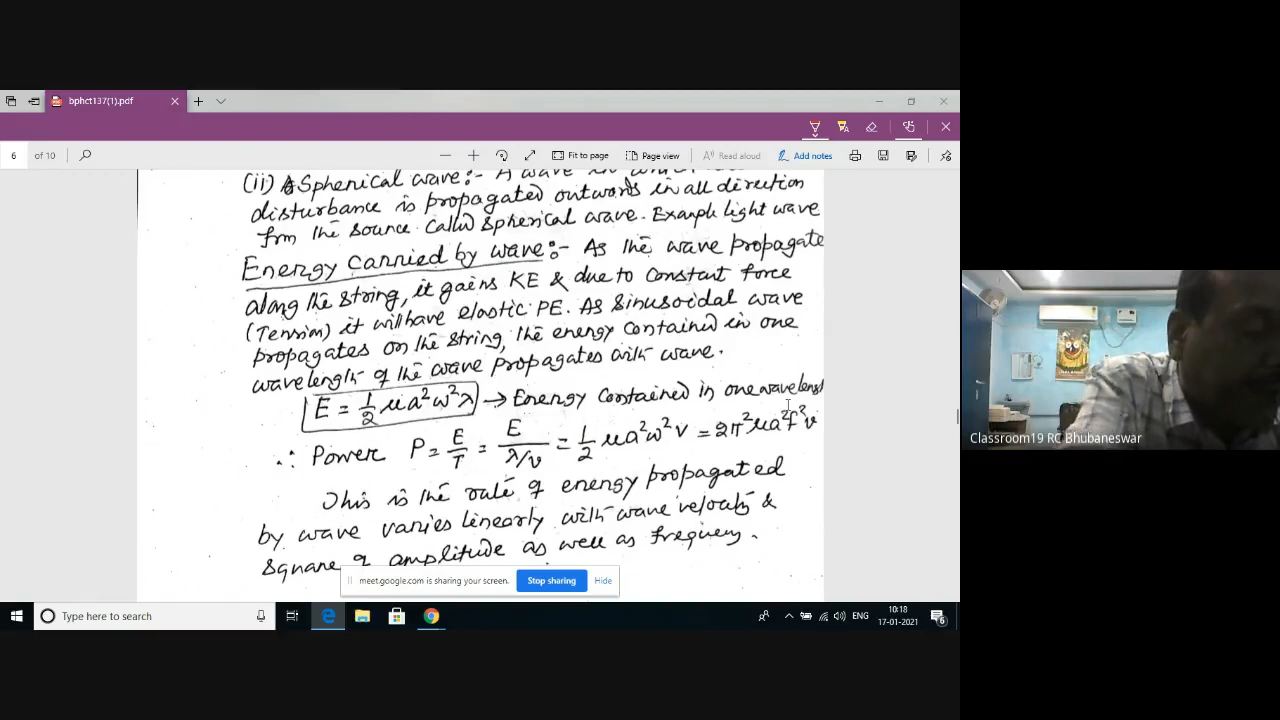 bphct137(1).pdf
6 of 10
Fit to page
Page view
Read aloud
Add notes
(ii) Spherical wave:- A wave in which
disturbance is propagated outwards in all direction
frm the source. Calld spherical wave. Example light wave
Energy carried by wave:- As the wave propagate
along the string, it gains KE & due to constant force
(Tension) it will have elastic PE. As sinusoidal wave
propagates on the string, the energy contained in one
wavelength of the wave propagates with wave.
E = 1/2 μa²ω²λ → Energy contained in one wavelengt
∴ Power P = E/T = E/(λ/v) = 1/2 μa²ω²v = 2π²μa²f²v
This is the rate of energy propagated
by wave varies linearly with wave velocity &
square of amplitude as well as frequency.
meet.google.com is sharing your screen.
Stop sharing
Hide
Classroom19 RC Bhubaneswar
Type here to search
ENG
10:18
17-01-2021
6